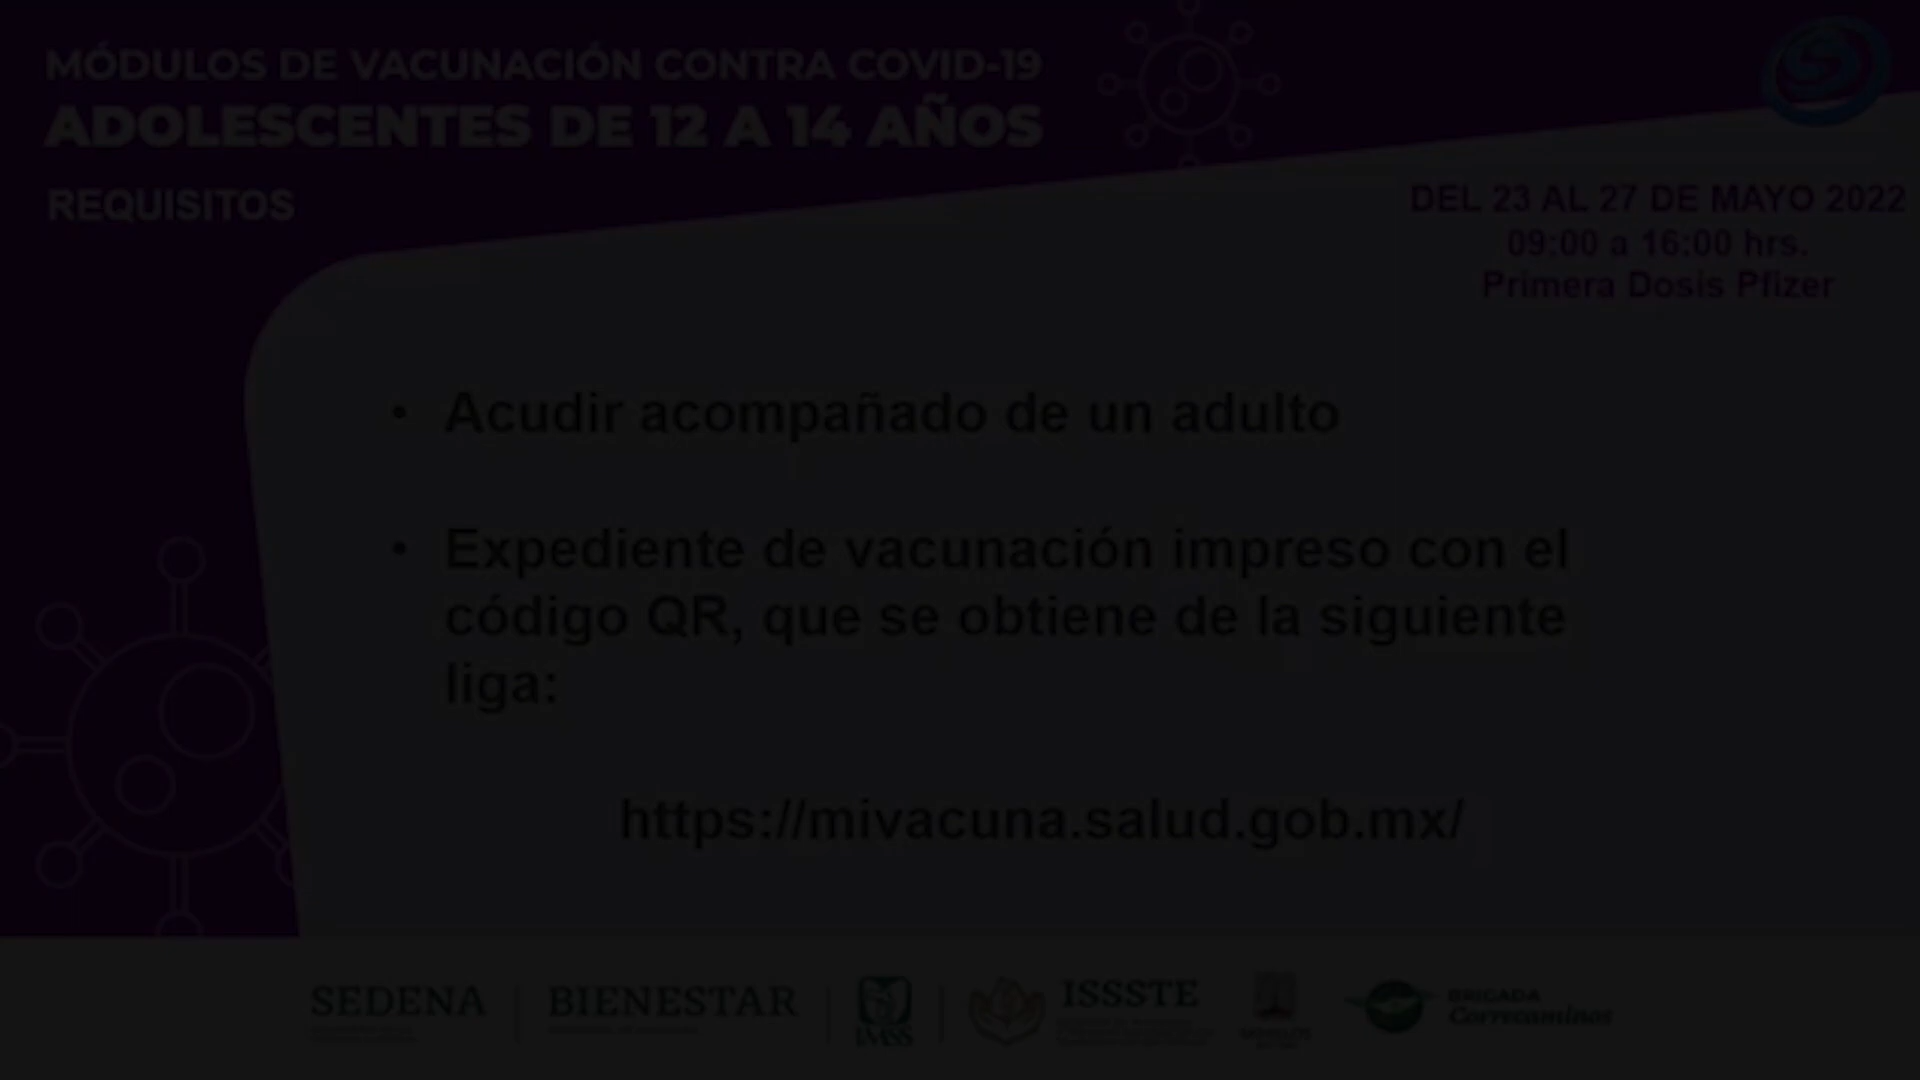 MÓDULOS DE VACUNACIÓN CONTRA COVID-19
ADOLESCENTES DE 12 A 14 AÑOS
REQUISITOS
DEL 23 AL 27 DE MAYO 2022
09:00 a 16:00 hrs.
Primera Dosis Pfizer
• Acudir acompañado de un adulto
• Expediente de vacunación impreso con el
código QR, que se obtiene de la siguiente
liga:
https://mivacuna.salud.gob.mx/
SEDENA
BIENESTAR
IMSS
ISSSTE
BRIGADA
Correcaminos